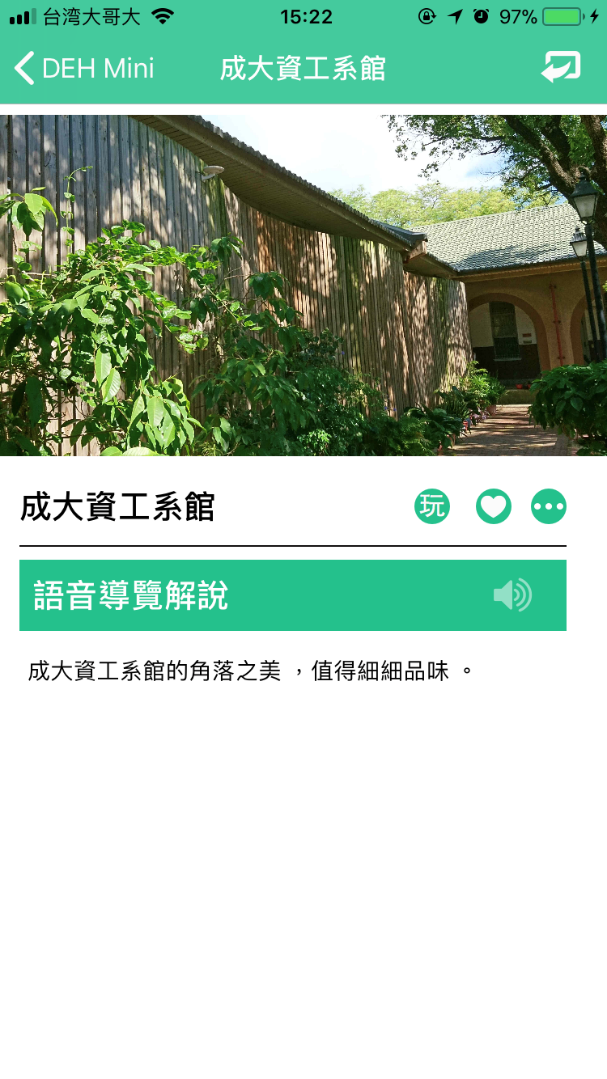 台湾大哥大 15:22 97%
DEH Mini 成大資工系館
成大資工系館 玩
語音導覽解說
成大資工系館的角落之美 ，值得細細品味 。